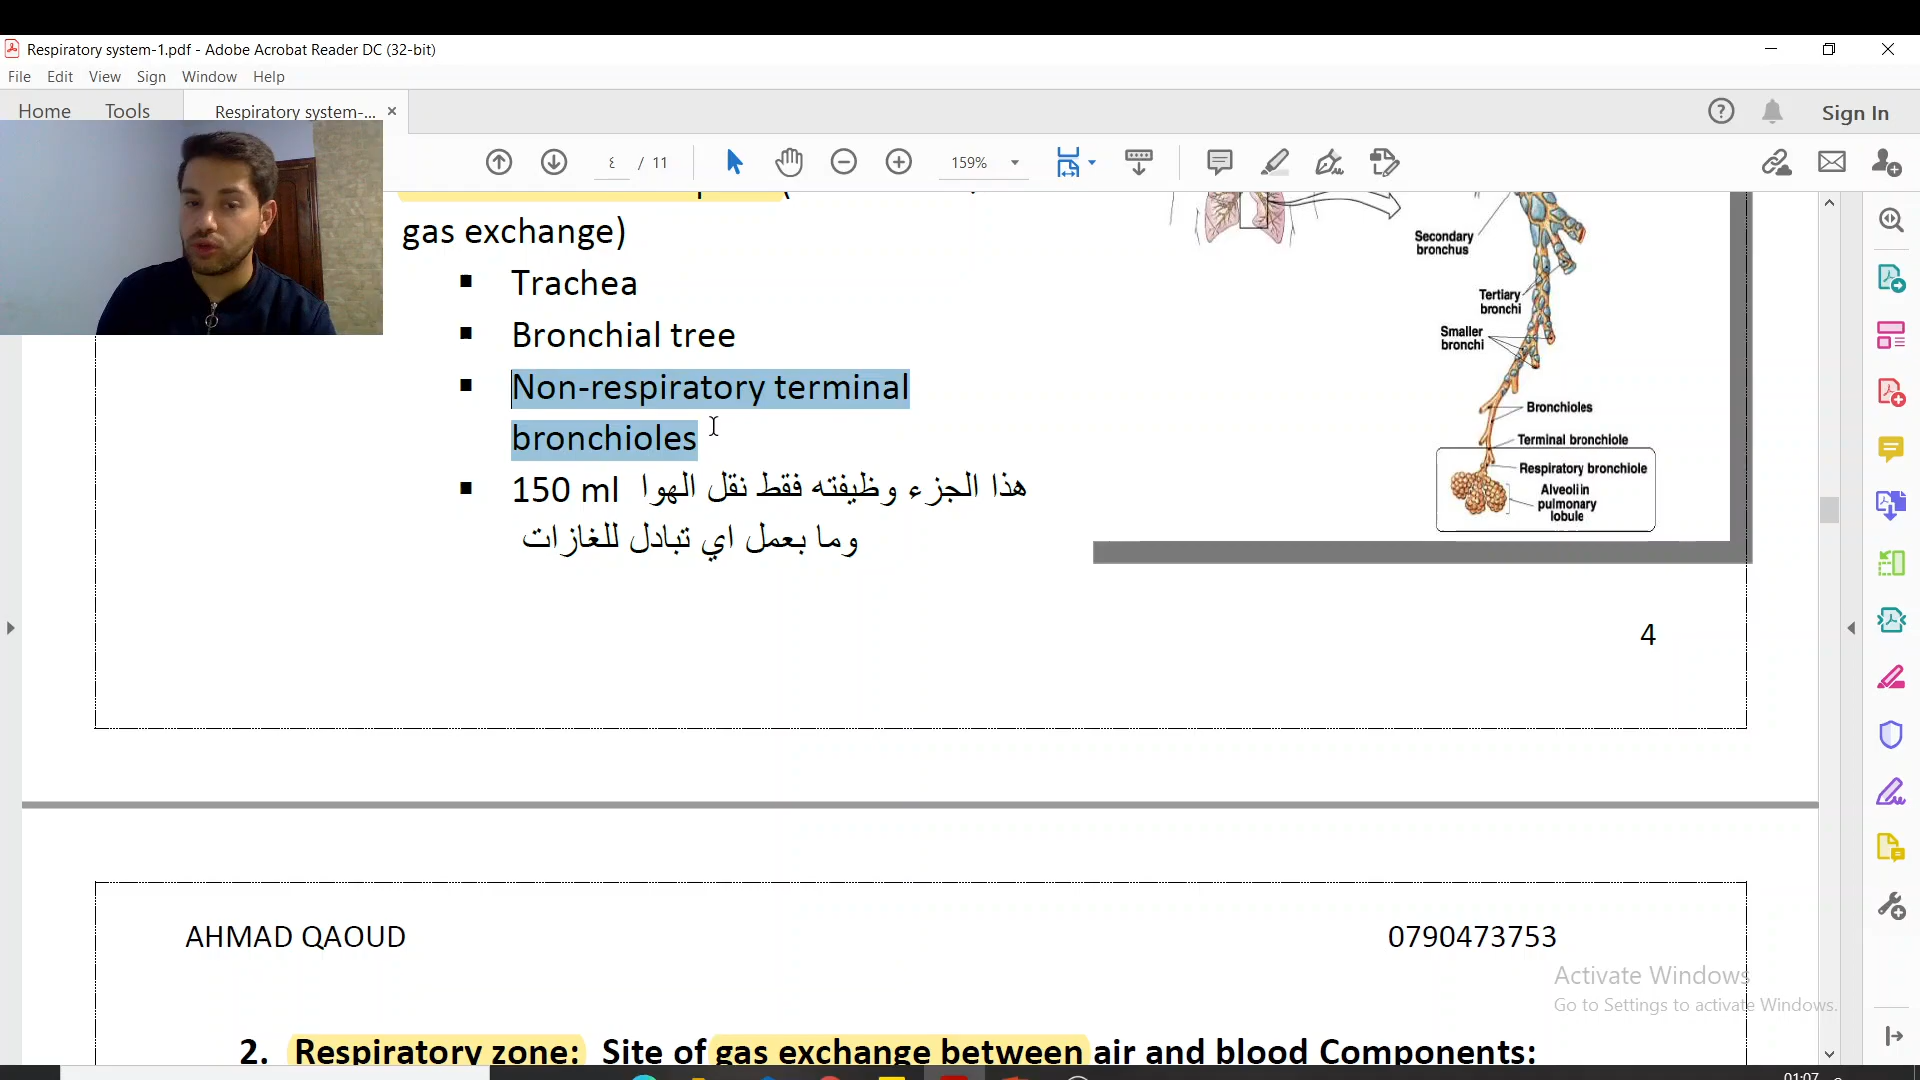 Respiratory system-1.pdf - Adobe Acrobat Reader DC (32-bit)
File Edit View Sign Window Help
Home Tools Respiratory system-... × Sign In
٤ / 11 159%
gas exchange)
▪ Trachea
▪ Bronchial tree
▪ Non-respiratory terminal
bronchioles
▪ 150 ml هذا الجزء وظيفته فقط نقل الهوا
وما بعمل اي تبادل للغازات
Secondary
bronchus
Tertiary
bronchi
Smaller
bronchi
Bronchioles
Terminal bronchiole
Respiratory bronchiole
Alveoli in
pulmonary
lobule
4
AHMAD QAOUD 0790473753
Activate Windows
Go to Settings to activate Windows.
2. Respiratory zone: Site of gas exchange between air and blood Components:
01:07